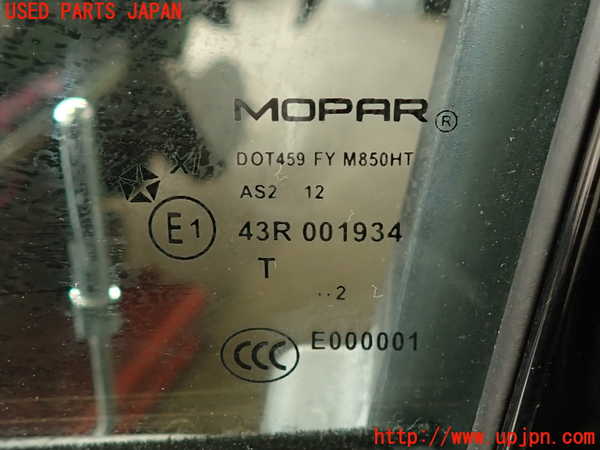 USED PARTS JAPAN
MOPAR®
DOT459 FY M850HT
AS2 12
E1 43R 001934
T
..2
CCC E000001
http://www.upjpn.com/